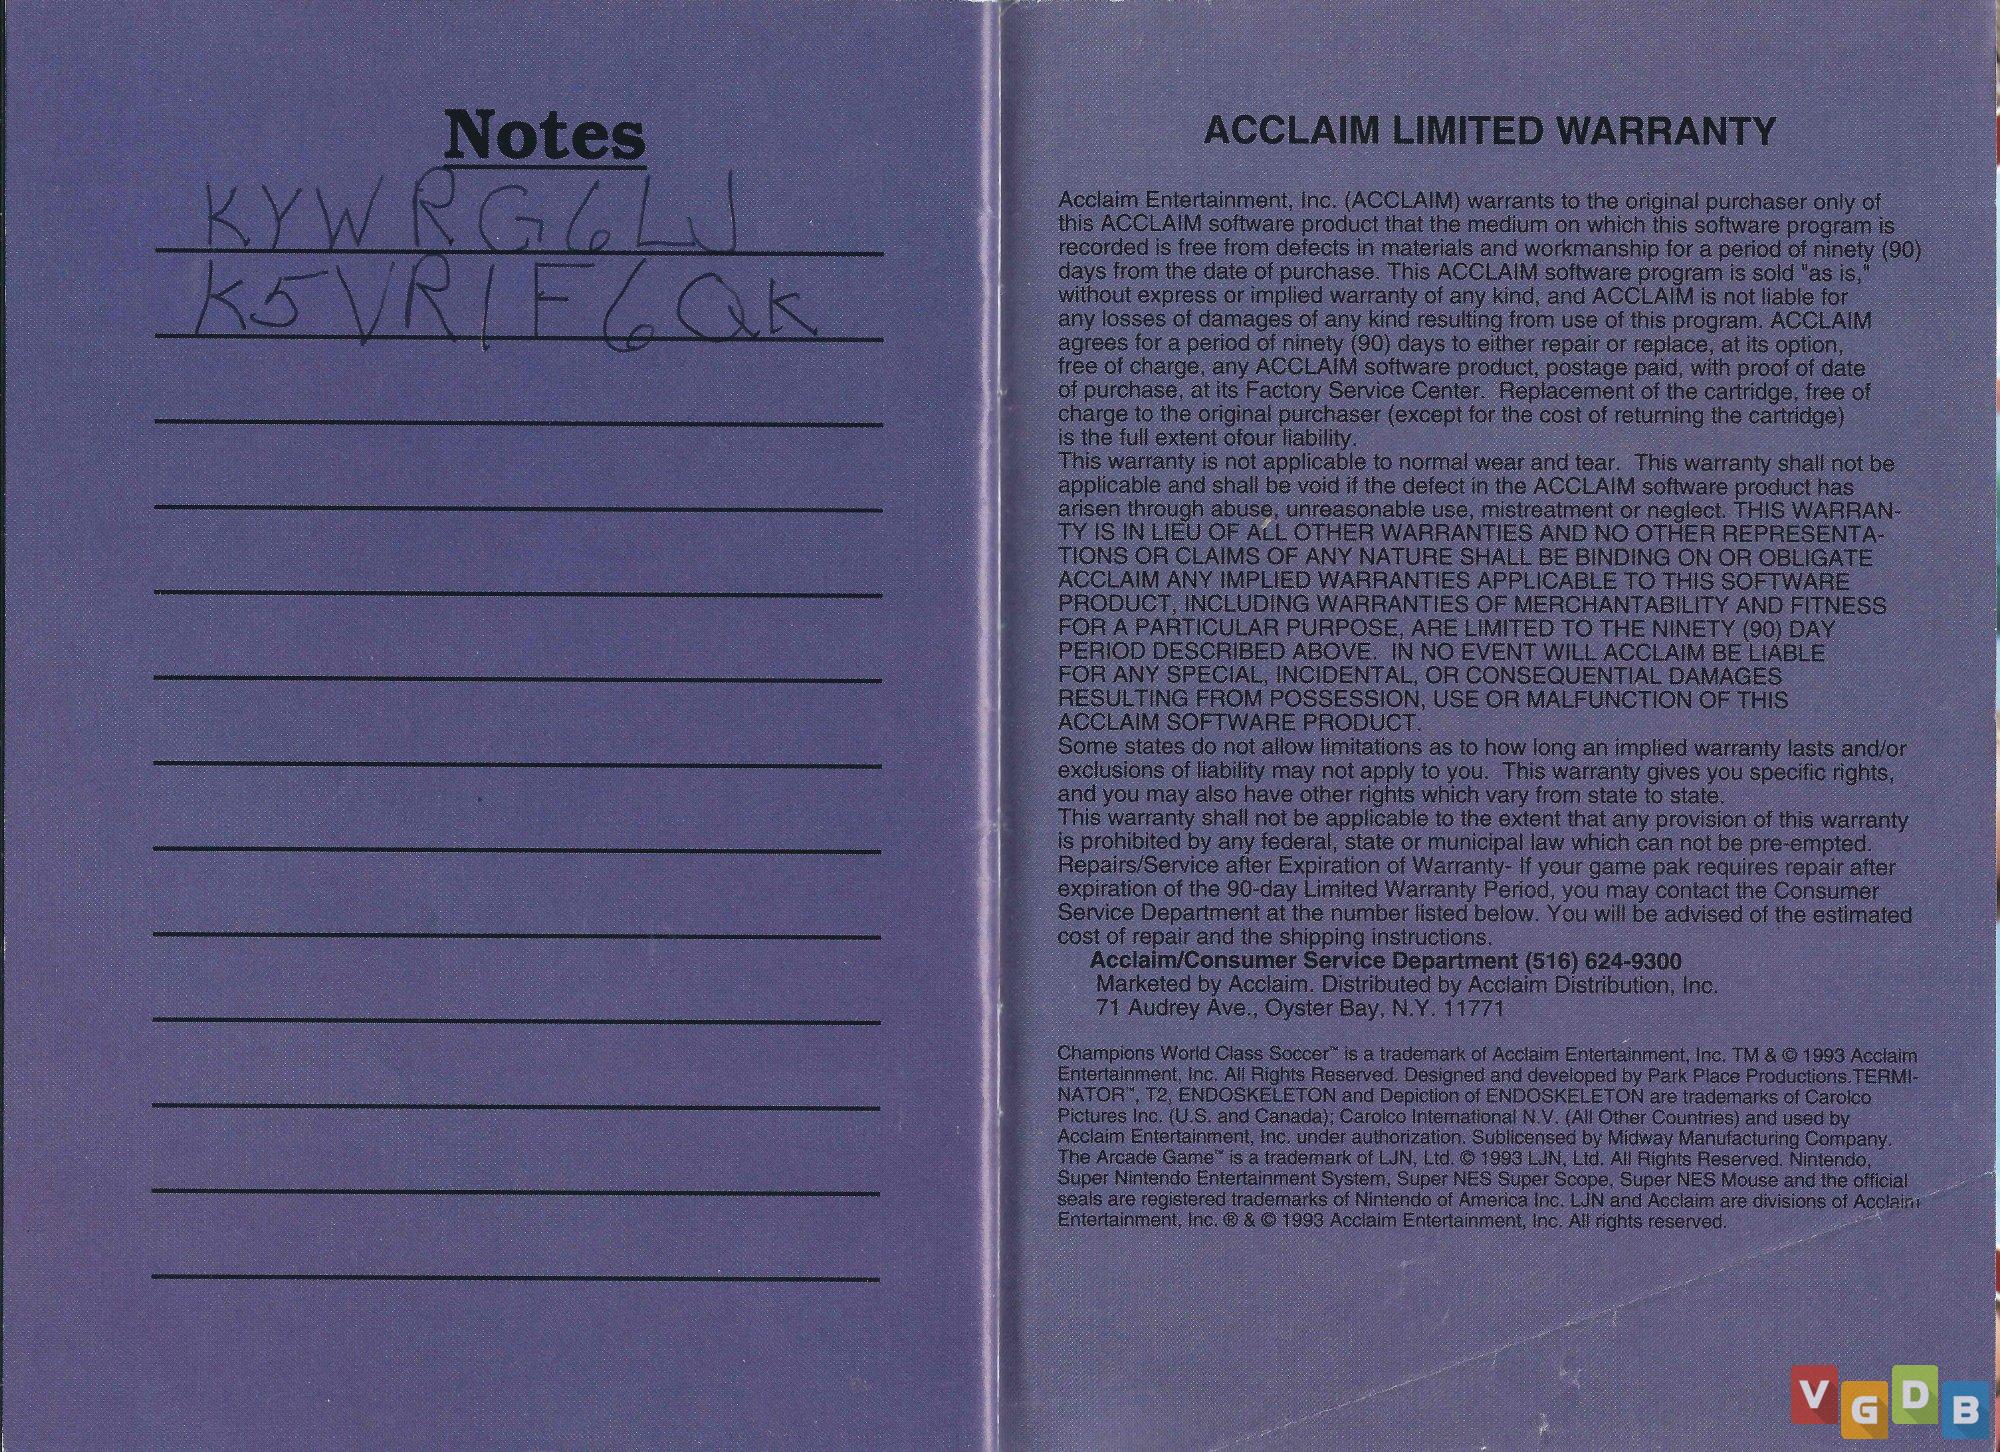 Notes
KYWRG6LJ
K5VR1F6QK
ACCLAIM LIMITED WARRANTY
Acclaim Entertainment, Inc. (ACCLAIM) warrants to the original purchaser only of
this ACCLAIM software product that the medium on which this software program is
recorded is free from defects in materials and workmanship for a period of ninety (90)
days from the date of purchase. This ACCLAIM software program is sold "as is,"
without express or implied warranty of any kind, and ACCLAIM is not liable for
any losses of damages of any kind resulting from use of this program. ACCLAIM
agrees for a period of ninety (90) days to either repair or replace, at its option,
free of charge, any ACCLAIM software product, postage paid, with proof of date
of purchase, at its Factory Service Center. Replacement of the cartridge, free of
charge to the original purchaser (except for the cost of returning the cartridge)
is the full extent ofour liability.
This warranty is not applicable to normal wear and tear. This warranty shall not be
applicable and shall be void if the defect in the ACCLAIM software product has
arisen through abuse, unreasonable use, mistreatment or neglect. THIS WARRAN-
TY IS IN LIEU OF ALL OTHER WARRANTIES AND NO OTHER REPRESENTA-
TIONS OR CLAIMS OF ANY NATURE SHALL BE BINDING ON OR OBLIGATE
ACCLAIM ANY IMPLIED WARRANTIES APPLICABLE TO THIS SOFTWARE
PRODUCT, INCLUDING WARRANTIES OF MERCHANTABILITY AND FITNESS
FOR A PARTICULAR PURPOSE, ARE LIMITED TO THE NINETY (90) DAY
PERIOD DESCRIBED ABOVE. IN NO EVENT WILL ACCLAIM BE LIABLE
FOR ANY SPECIAL, INCIDENTAL, OR CONSEQUENTIAL DAMAGES
RESULTING FROM POSSESSION, USE OR MALFUNCTION OF THIS
ACCLAIM SOFTWARE PRODUCT.
Some states do not allow limitations as to how long an implied warranty lasts and/or
exclusions of liability may not apply to you. This warranty gives you specific rights,
and you may also have other rights which vary from state to state.
This warranty shall not be applicable to the extent that any provision of this warranty
is prohibited by any federal, state or municipal law which can not be pre-empted.
Repairs/Service after Expiration of Warranty- If your game pak requires repair after
expiration of the 90-day Limited Warranty Period, you may contact the Consumer
Service Department at the number listed below. You will be advised of the estimated
cost of repair and the shipping instructions.
Acclaim/Consumer Service Department (516) 624-9300
Marketed by Acclaim. Distributed by Acclaim Distribution, Inc.
71 Audrey Ave., Oyster Bay, N.Y. 11771
Champions World Class Soccer™ is a trademark of Acclaim Entertainment, Inc. TM & © 1993 Acclaim
Entertainment, Inc. All Rights Reserved. Designed and developed by Park Place Productions.TERMI-
NATOR™, T2, ENDOSKELETON and Depiction of ENDOSKELETON are trademarks of Carolco
Pictures Inc. (U.S. and Canada); Carolco International N.V. (All Other Countries) and used by
Acclaim Entertainment, Inc. under authorization. Sublicensed by Midway Manufacturing Company.
The Arcade Game™ is a trademark of LJN, Ltd. © 1993 LJN, Ltd. All Rights Reserved. Nintendo,
Super Nintendo Entertainment System, Super NES Super Scope, Super NES Mouse and the official
seals are registered trademarks of Nintendo of America Inc. LJN and Acclaim are divisions of Acclaim
Entertainment, Inc. ® & © 1993 Acclaim Entertainment, Inc. All rights reserved.
VGDB